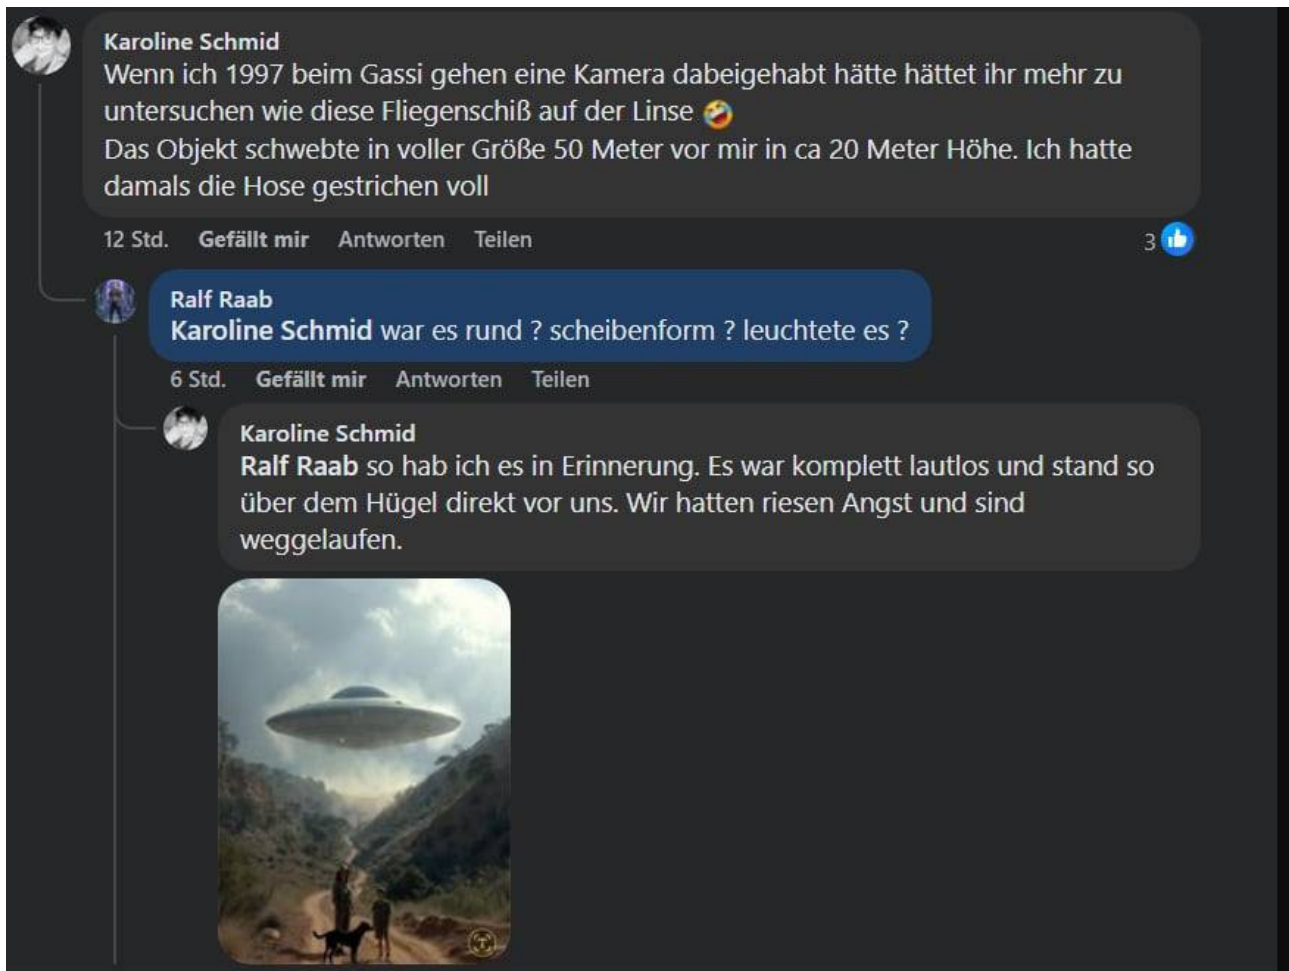 Karoline Schmid
Wenn ich 1997 beim Gassi gehen eine Kamera dabeigehabt hätte hättet ihr mehr zu
untersuchen wie diese Fliegenschiß auf der Linse 🤣
Das Objekt schwebte in voller Größe 50 Meter vor mir in ca 20 Meter Höhe. Ich hatte
damals die Hose gestrichen voll
12 Std. Gefällt mir Antworten Teilen 3
Ralf Raab
Karoline Schmid war es rund ? scheibenform ? leuchtete es ?
6 Std. Gefällt mir Antworten Teilen
Karoline Schmid
Ralf Raab so hab ich es in Erinnerung. Es war komplett lautlos und stand so
über dem Hügel direkt vor uns. Wir hatten riesen Angst und sind
weggelaufen.